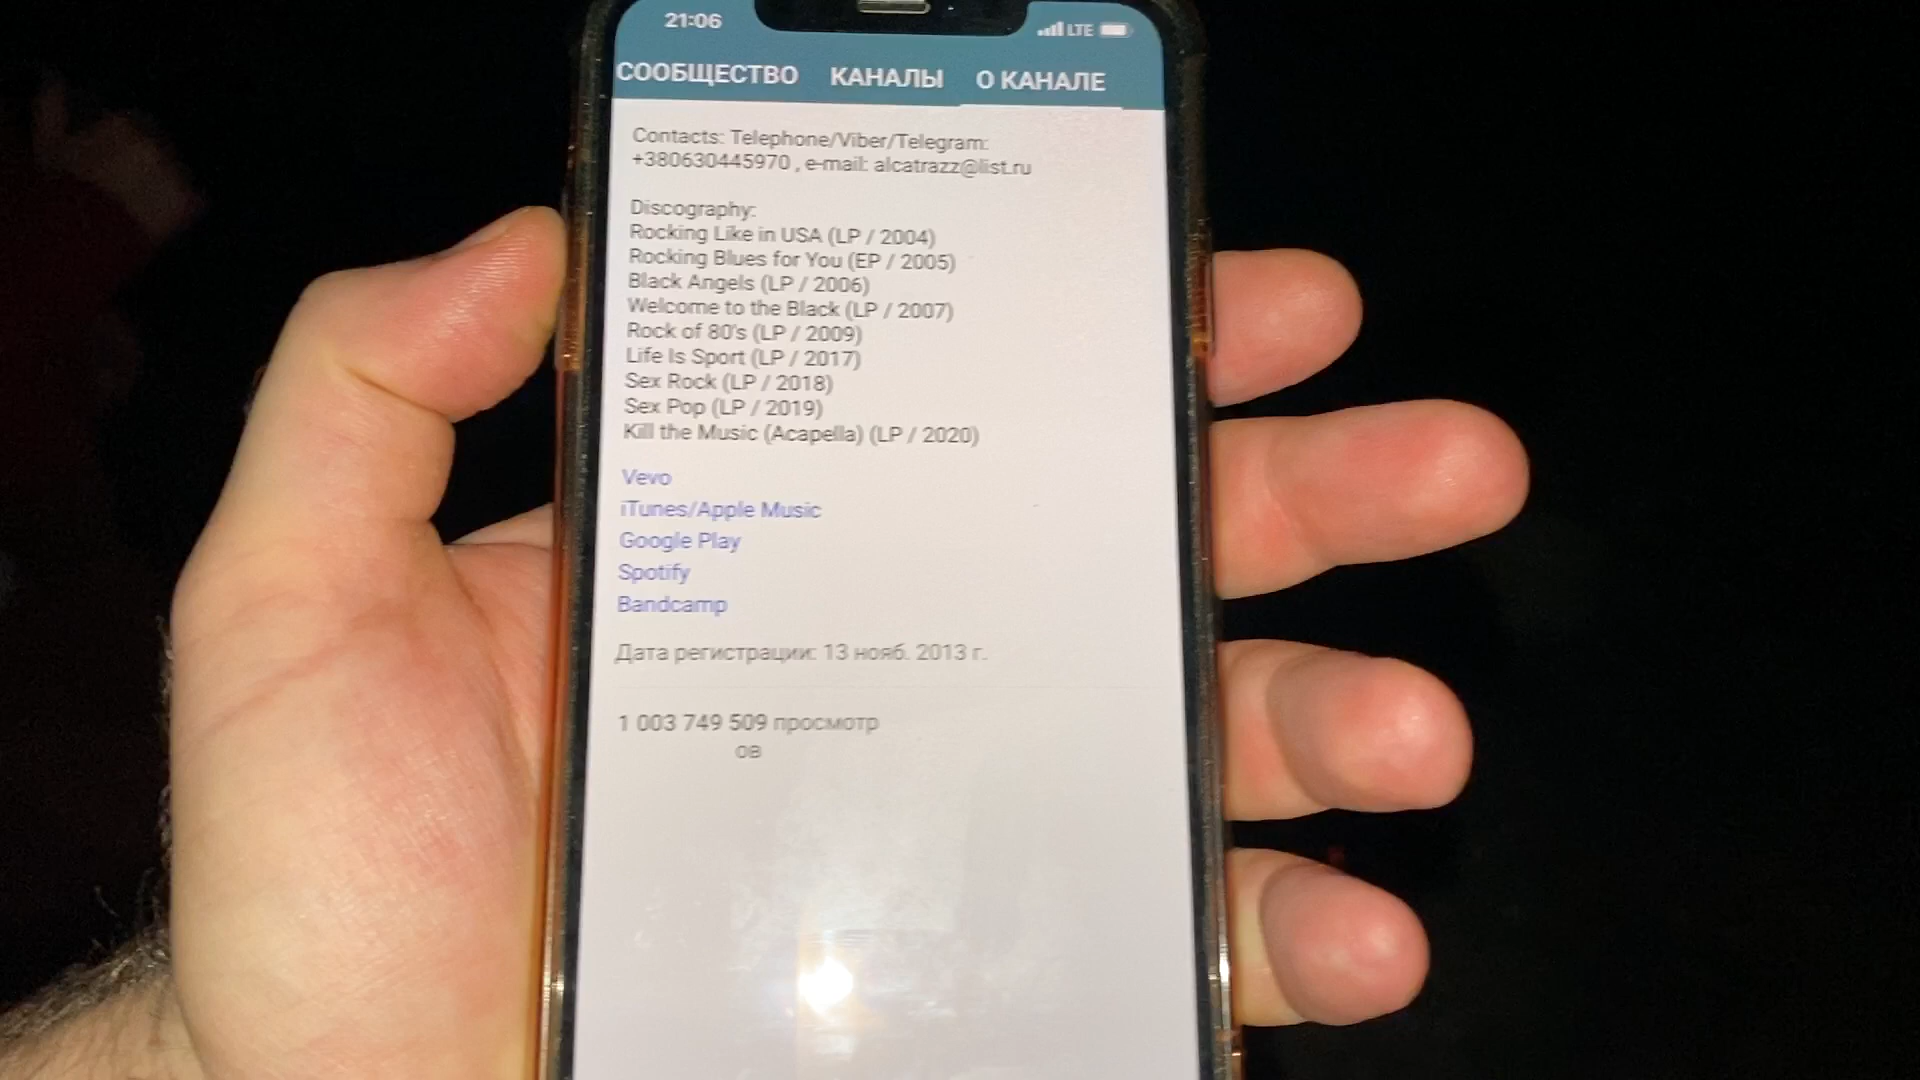 21:06
LTE
СООБЩЕСТВО КАНАЛЫ О КАНАЛЕ
Contacts: Telephone/Viber/Telegram:
+380630445970 , e-mail: alcatrazz@list.ru
Discography:
Rocking Like in USA (LP / 2004)
Rocking Blues for You (EP / 2005)
Black Angels (LP / 2006)
Welcome to the Black (LP / 2007)
Rock of 80's (LP / 2009)
Life Is Sport (LP / 2017)
Sex Rock (LP / 2018)
Sex Pop (LP / 2019)
Kill the Music (Acapella) (LP / 2020)
Vevo
iTunes/Apple Music
Google Play
Spotify
Bandcamp
Дата регистрации: 13 нояб. 2013 г.
1 003 749 509 просмотр
ов